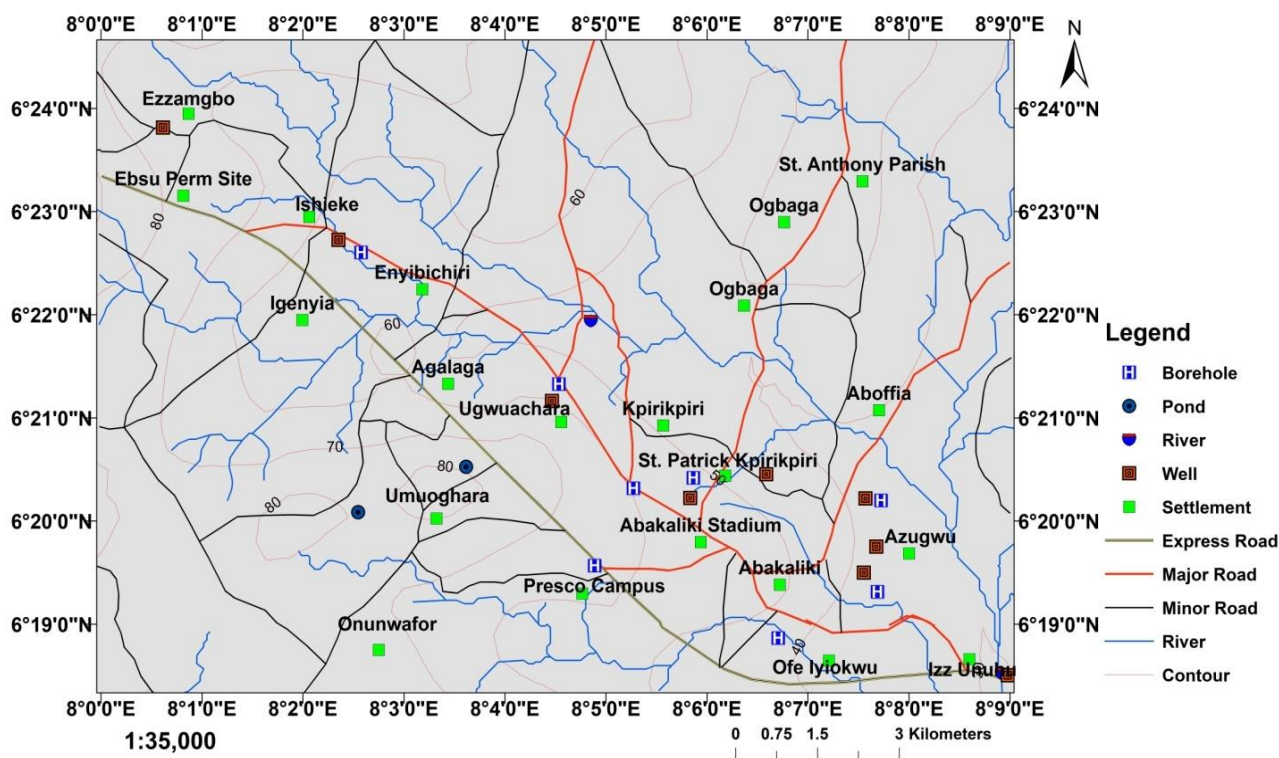 8°0'0"E 8°1'0"E 8°2'0"E 8°3'0"E 8°4'0"E 8°5'0"E 8°6'0"E 8°7'0"E 8°8'0"E 8°9'0"E
N
6°24'0"N
6°24'0"N
Ezzamgbo
St. Anthony Parish
Ebsu Perm Site
60
80
Ishieke
Ogbaga
6°23'0"N
6°23'0"N
Enyibichiri
Igenyia
Ogbaga
6°22'0"N
6°22'0"N
60
Agalaga
Aboffia
Ugwuachara
Kpirikpiri
6°21'0"N
6°21'0"N
70
80
St. Patrick Kpirikpiri
80
Umuoghara
6°20'0"N
6°20'0"N
Abakaliki Stadium
Azugwu
Presco Campus
Abakaliki
6°19'0"N
6°19'0"N
Onunwafor
40
Ofe Iyiokwu
Izz Unuhu
8°0'0"E 8°1'0"E 8°2'0"E 8°3'0"E 8°4'0"E 8°5'0"E 8°6'0"E 8°7'0"E 8°8'0"E 8°9'0"E
1:35,000
0 0.75 1.5 3 Kilometers
Legend
H Borehole
Pond
River
Well
Settlement
Express Road
Major Road
Minor Road
River
Contour